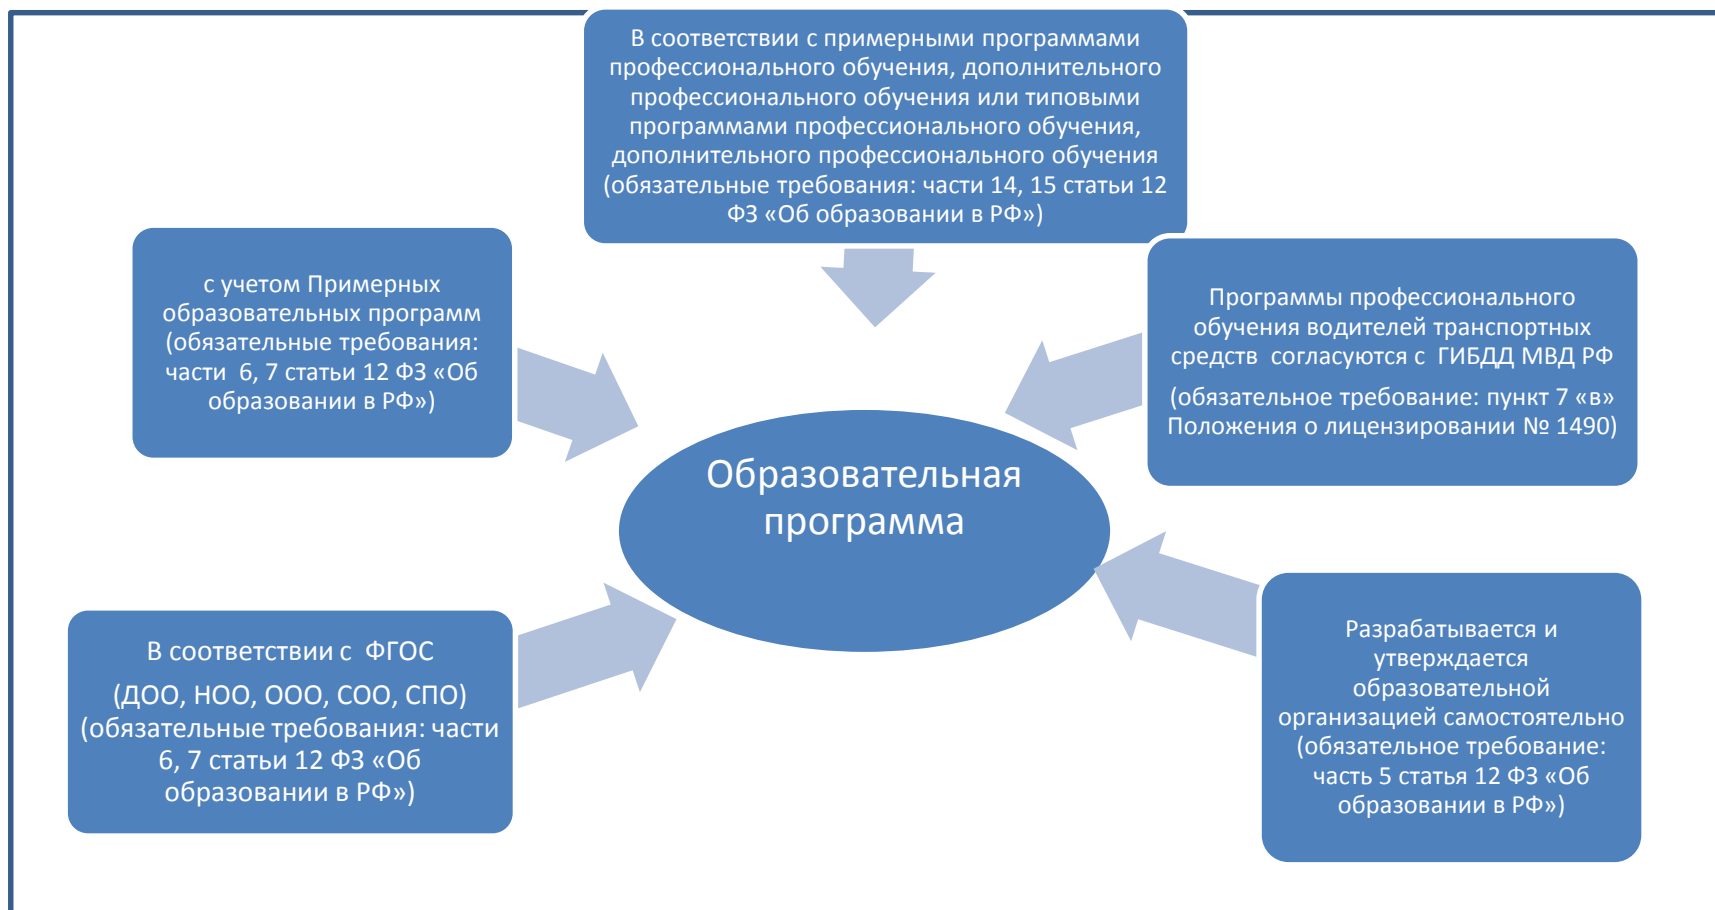 В соответствии с примерными программами
профессионального обучения, дополнительного
профессионального обучения или типовыми
программами профессионального обучения,
дополнительного профессионального обучения
(обязательные требования: части 14, 15 статьи 12
ФЗ «Об образовании в РФ»)
с учетом Примерных
образовательных программ
(обязательные требования:
части 6, 7 статьи 12 ФЗ «Об
образовании в РФ»)
Программы профессионального
обучения водителей транспортных
средств согласуются с ГИБДД МВД РФ
(обязательное требование: пункт 7 «в»
Положения о лицензировании № 1490)
Образовательная
программа
В соответствии с ФГОС
(ДОО, НОО, ООО, СОО, СПО)
(обязательные требования: части
6, 7 статьи 12 ФЗ «Об
образовании в РФ»)
Разрабатывается и
утверждается
образовательной
организацией самостоятельно
(обязательное требование:
часть 5 статья 12 ФЗ «Об
образовании в РФ»)